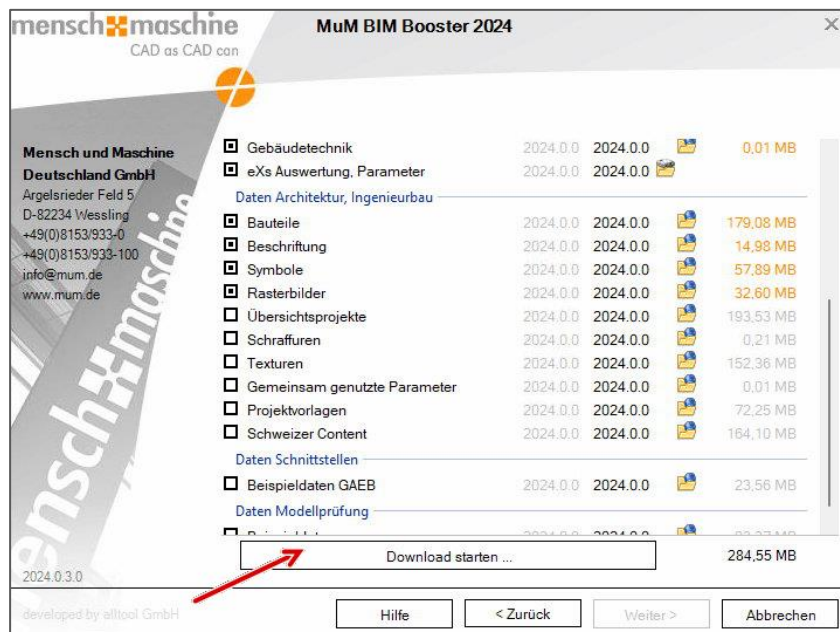 mensch maschine
CAD as CAD can
MuM BIM Booster 2024
Mensch und Maschine
Deutschland GmbH
Argelsrieder Feld 5
D-82234 Wessling
+49(0)8153/933-0
+49(0)8153/933-100
info@mum.de
www.mum.de
mensch maschine
Gebäudetechnik 2024.0.0 2024.0.0 0,01 MB
eXs Auswertung, Parameter 2024.0.0 2024.0.0
Daten Architektur, Ingenieurbau
Bauteile 2024.0.0 2024.0.0 179,08 MB
Beschriftung 2024.0.0 2024.0.0 14,98 MB
Symbole 2024.0.0 2024.0.0 57,89 MB
Rasterbilder 2024.0.0 2024.0.0 32,60 MB
Übersichtsprojekte 2024.0.0 2024.0.0 193,53 MB
Schraffuren 2024.0.0 2024.0.0 0,21 MB
Texturen 2024.0.0 2024.0.0 152,36 MB
Gemeinsam genutzte Parameter 2024.0.0 2024.0.0 0,01 MB
Projektvorlagen 2024.0.0 2024.0.0 72,25 MB
Schweizer Content 2024.0.0 2024.0.0 164,10 MB
Daten Schnittstellen
Beispieldaten GAEB 2024.0.0 2024.0.0 23,56 MB
Daten Modellprüfung
Download starten ... 284,55 MB
2024.0.3.0
developed by alltool GmbH
Hilfe < Zurück Weiter > Abbrechen